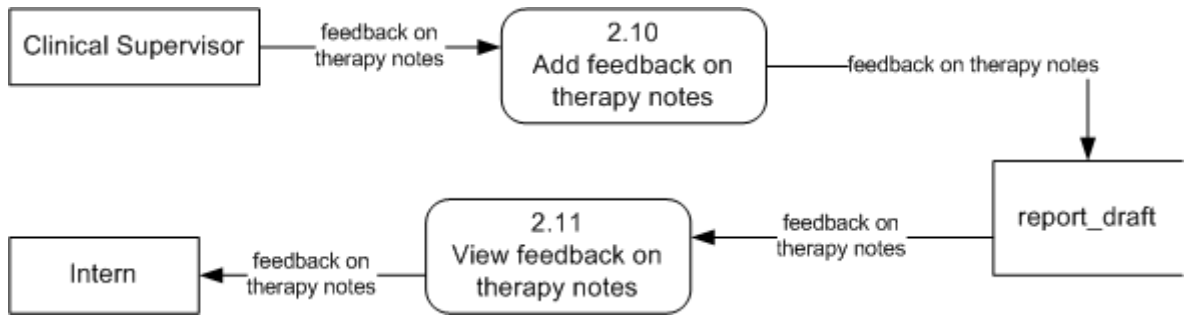 Clinical Supervisor
feedback on
therapy notes
2.10
Add feedback on
therapy notes
feedback on therapy notes
report_draft
feedback on
therapy notes
2.11
View feedback on
therapy notes
feedback on
therapy notes
Intern